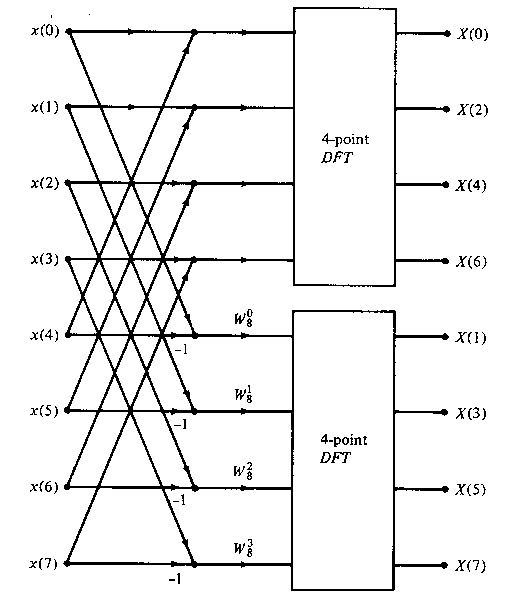 x(0)
X(0)
x(1)
X(2)
4-point
DFT
x(2)
X(4)
x(3)
X(6)
W_8^0
x(4)
-1
X(1)
W_8^1
x(5)
-1
X(3)
4-point
DFT
W_8^2
x(6)
-1
X(5)
W_8^3
x(7)
-1
X(7)